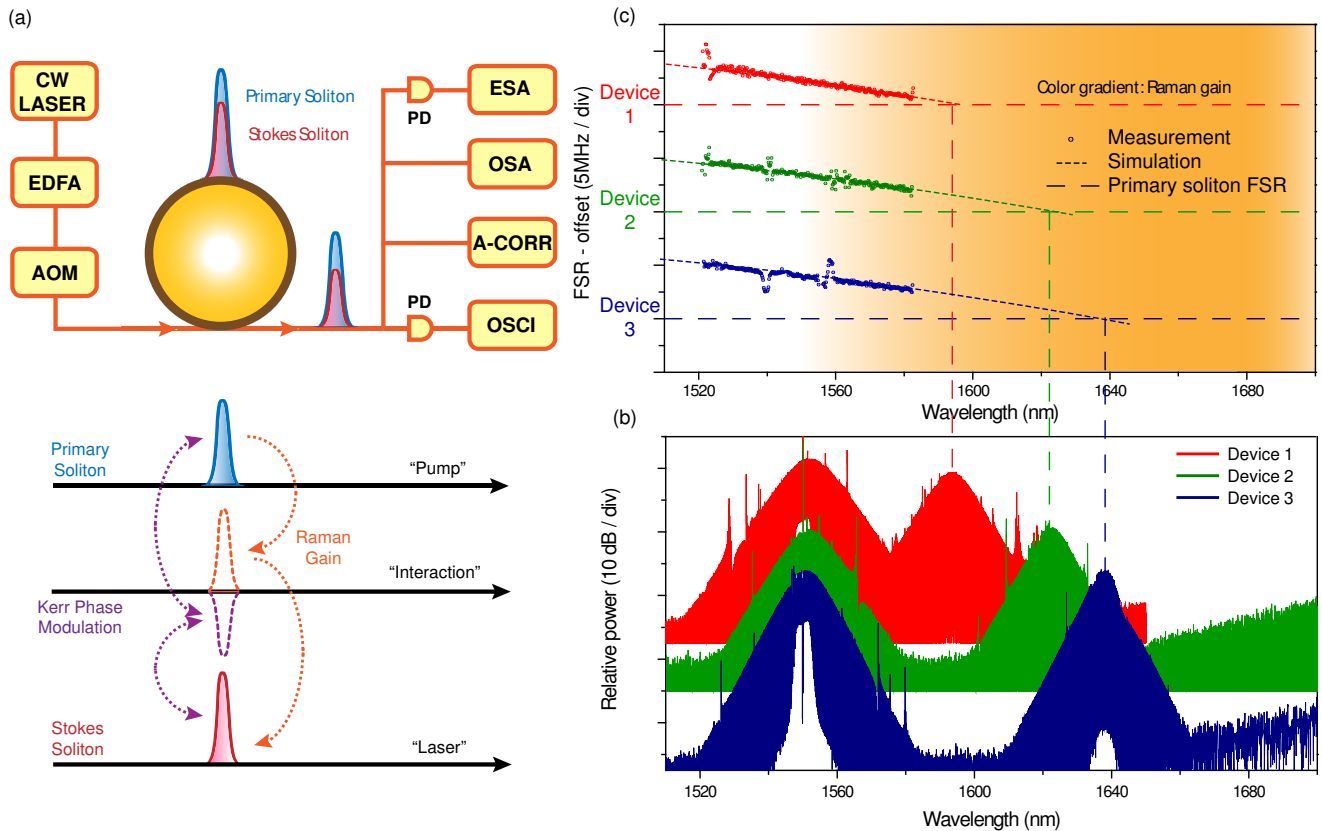 (a)
CW
LASER
EDFA
AOM
Primary Soliton
Stokes Soliton
PD
ESA
OSA
A-CORR
PD
OSCI
Primary
Soliton
“Pump”
Raman
Gain
“Interaction”
Kerr Phase
Modulation
Stokes
Soliton
“Laser”
(c)
FSR - offset (5MHz / div)
Device
1
Device
2
Device
3
Color gradient: Raman gain
Measurement
Simulation
Primary soliton FSR
1520
1560
1600
1640
1680
Wavelength (nm)
(b)
Relative power (10 dB / div)
Device 1
Device 2
Device 3
1520
1560
1600
1640
1680
Wavelength (nm)